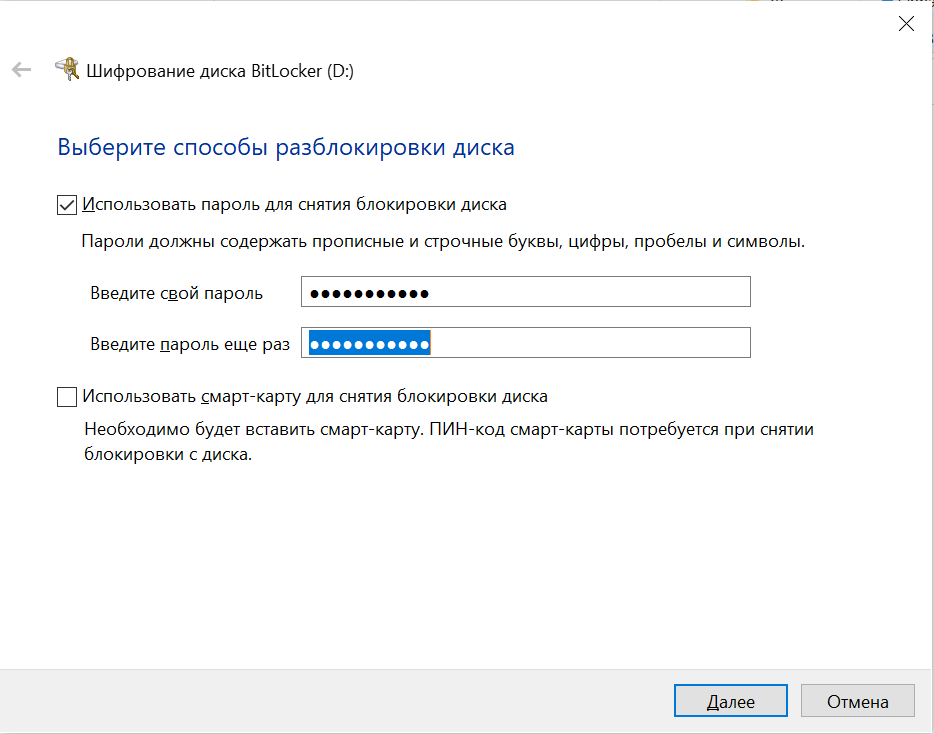 Шифрование диска BitLocker (D:)
Выберите способы разблокировки диска
Использовать пароль для снятия блокировки диска
Пароли должны содержать прописные и строчные буквы, цифры, пробелы и символы.
Введите свой пароль ●●●●●●●●●●●
Введите пароль еще раз ●●●●●●●●●●●
Использовать смарт-карту для снятия блокировки диска
Необходимо будет вставить смарт-карту. ПИН-код смарт-карты потребуется при снятии
блокировки с диска.
Далее Отмена